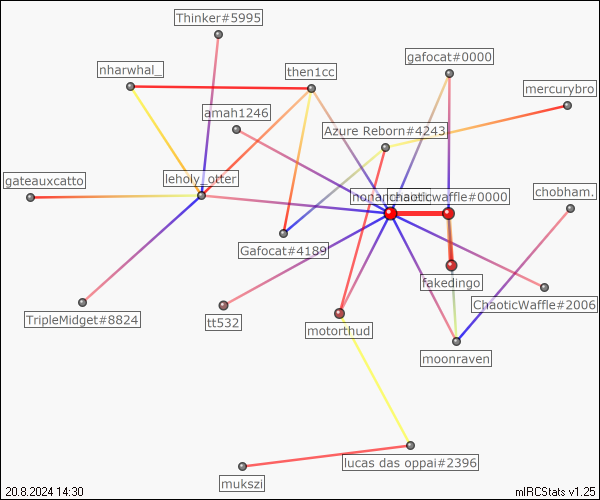 Thinker#5995
gafocat#0000
nharwhal_
then1cc
mercurybro
amah1246
Azure Reborn#4243
leholy_otter
gateauxcatto
chaoticwaffle#0000
chobham.
Gafocat#4189
fakedingo
ChaoticWaffle#2006
TripleMidget#8824
tt532
motorthud
moonraven
lucas das oppai#2396
mukszi
20.8.2024 14:30
mIRCStats v1.25